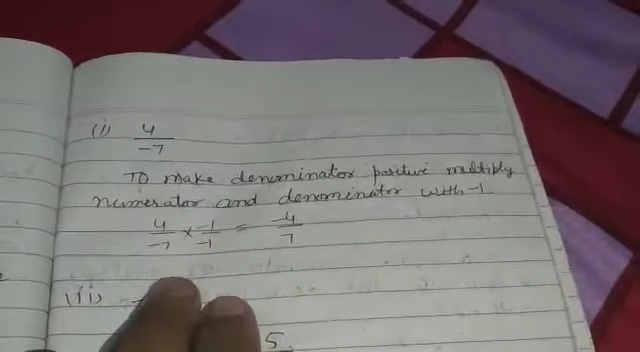 (i) 4/-7
To make denominator positive multiply
numerator and denominitor with -1.
4/-7 × -1/-1 = -4/7
(ii)
5